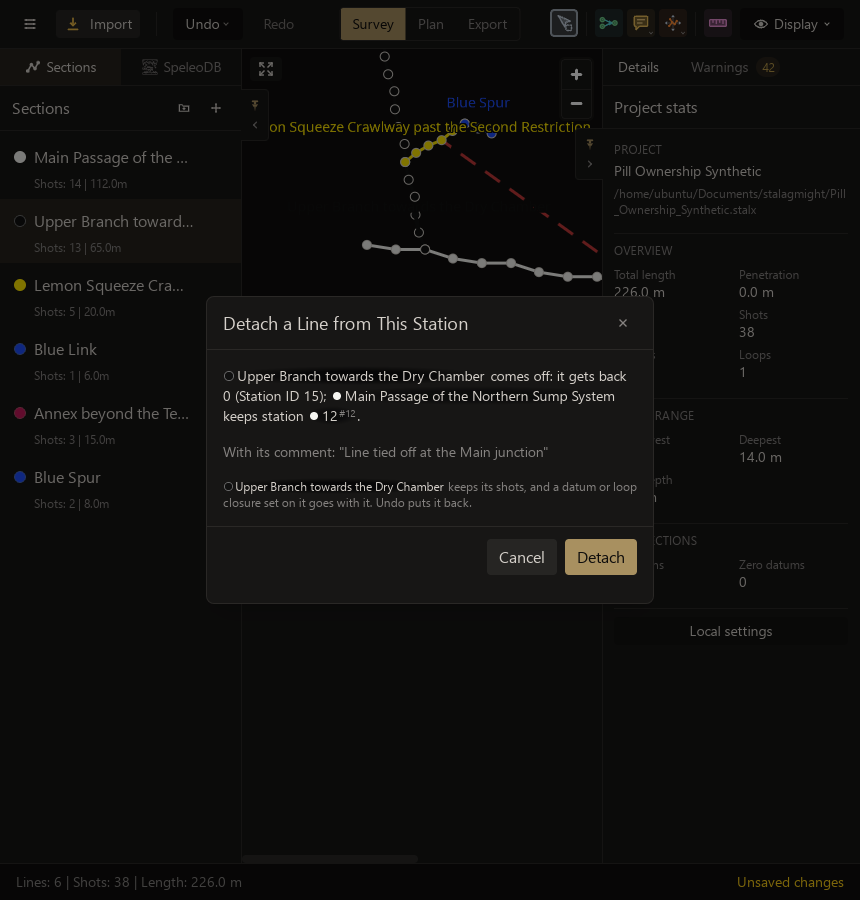 Import
Undo
Redo
Survey
Plan
Export
Display
Sections
SpeleoDB
Details
Warnings 42
Sections
Project stats
Main Passage of the ...
Shots: 14 | 112.0m
Upper Branch toward...
Shots: 13 | 65.0m
Lemon Squeeze Cra...
Shots: 5 | 20.0m
Blue Link
Shots: 1 | 6.0m
Annex beyond the Te...
Shots: 3 | 15.0m
Blue Spur
Shots: 2 | 8.0m
Blue Spur
on Squeeze Crawlway past the Second Restriction
PROJECT
Pill Ownership Synthetic
/home/ubuntu/Documents/stalagmight/Pill
_Ownership_Synthetic.stalx
OVERVIEW
Total length
Penetration
226.0 m
0.0 m
Shots
38
Loops
1
RANGE
Deepest
14.0 m
Zero datums
0
Local settings
Detach a Line from This Station
Upper Branch towards the Dry Chamber comes off: it gets back
0 (Station ID 15); Main Passage of the Northern Sump System
keeps station 12 #12.
With its comment: "Line tied off at the Main junction"
Upper Branch towards the Dry Chamber keeps its shots, and a datum or loop
closure set on it goes with it. Undo puts it back.
Cancel
Detach
Lines: 6 | Shots: 38 | Length: 226.0 m
Unsaved changes